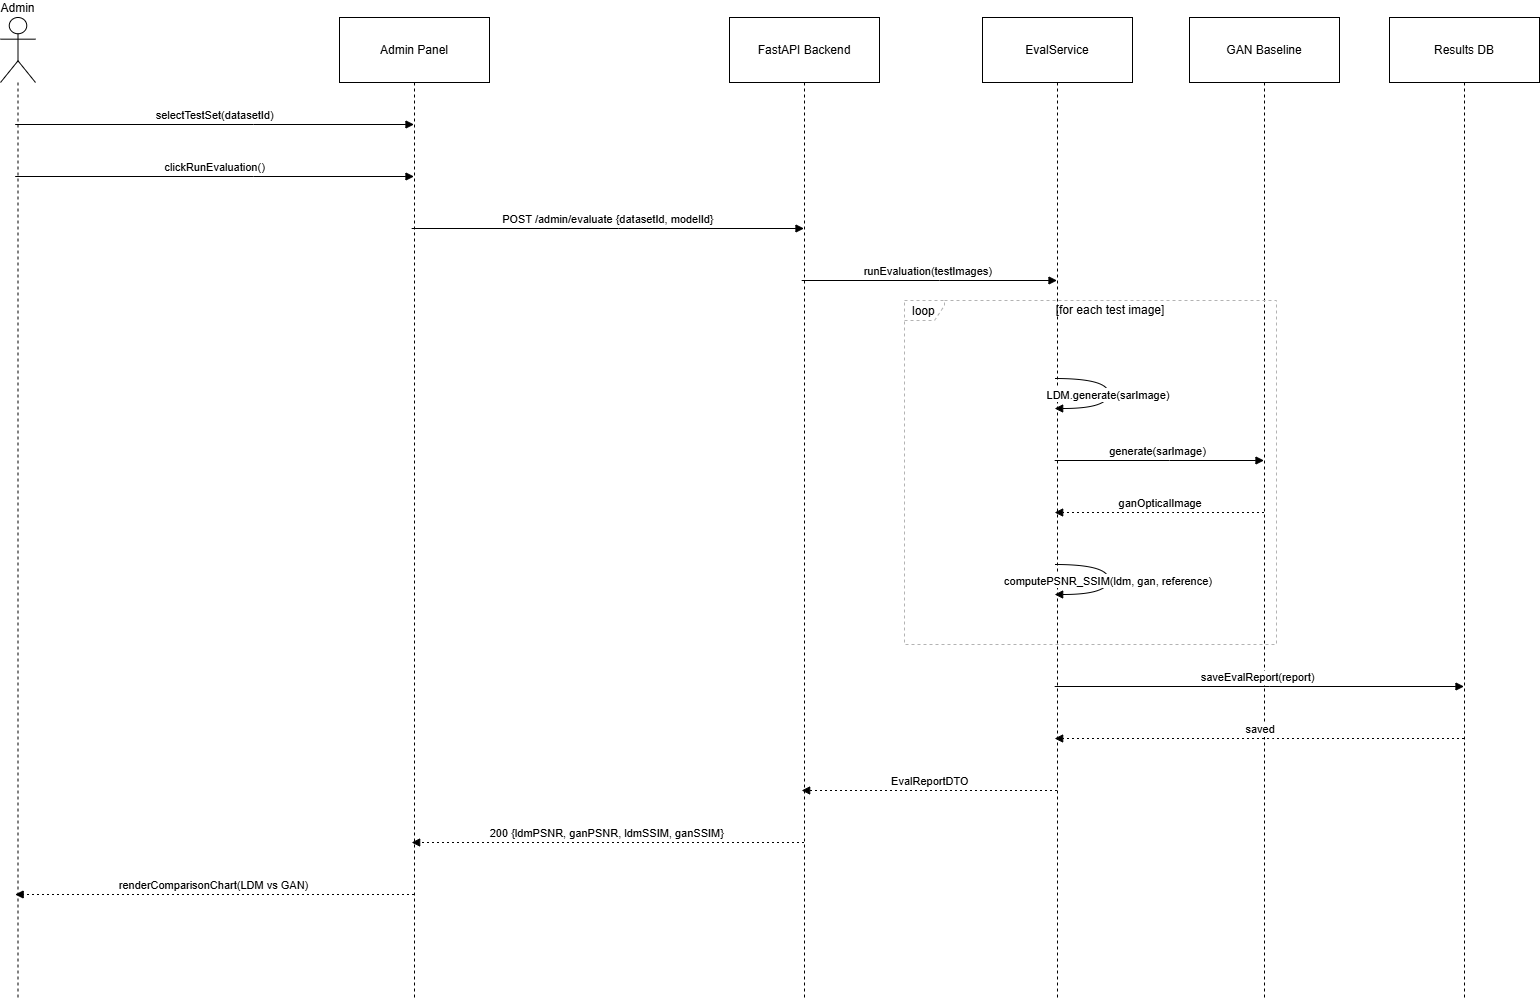 Admin
Admin Panel
FastAPI Backend
EvalService
GAN Baseline
Results DB
selectTestSet(datasetId)
clickRunEvaluation()
POST /admin/evaluate {datasetId, modelId}
runEvaluation(testImages)
loop
[for each test image]
LDM.generate(sarImage)
generate(sarImage)
ganOpticalImage
computePSNR_SSIM(ldm, gan, reference)
saveEvalReport(report)
saved
EvalReportDTO
200 {ldmPSNR, ganPSNR, ldmSSIM, ganSSIM}
renderComparisonChart(LDM vs GAN)